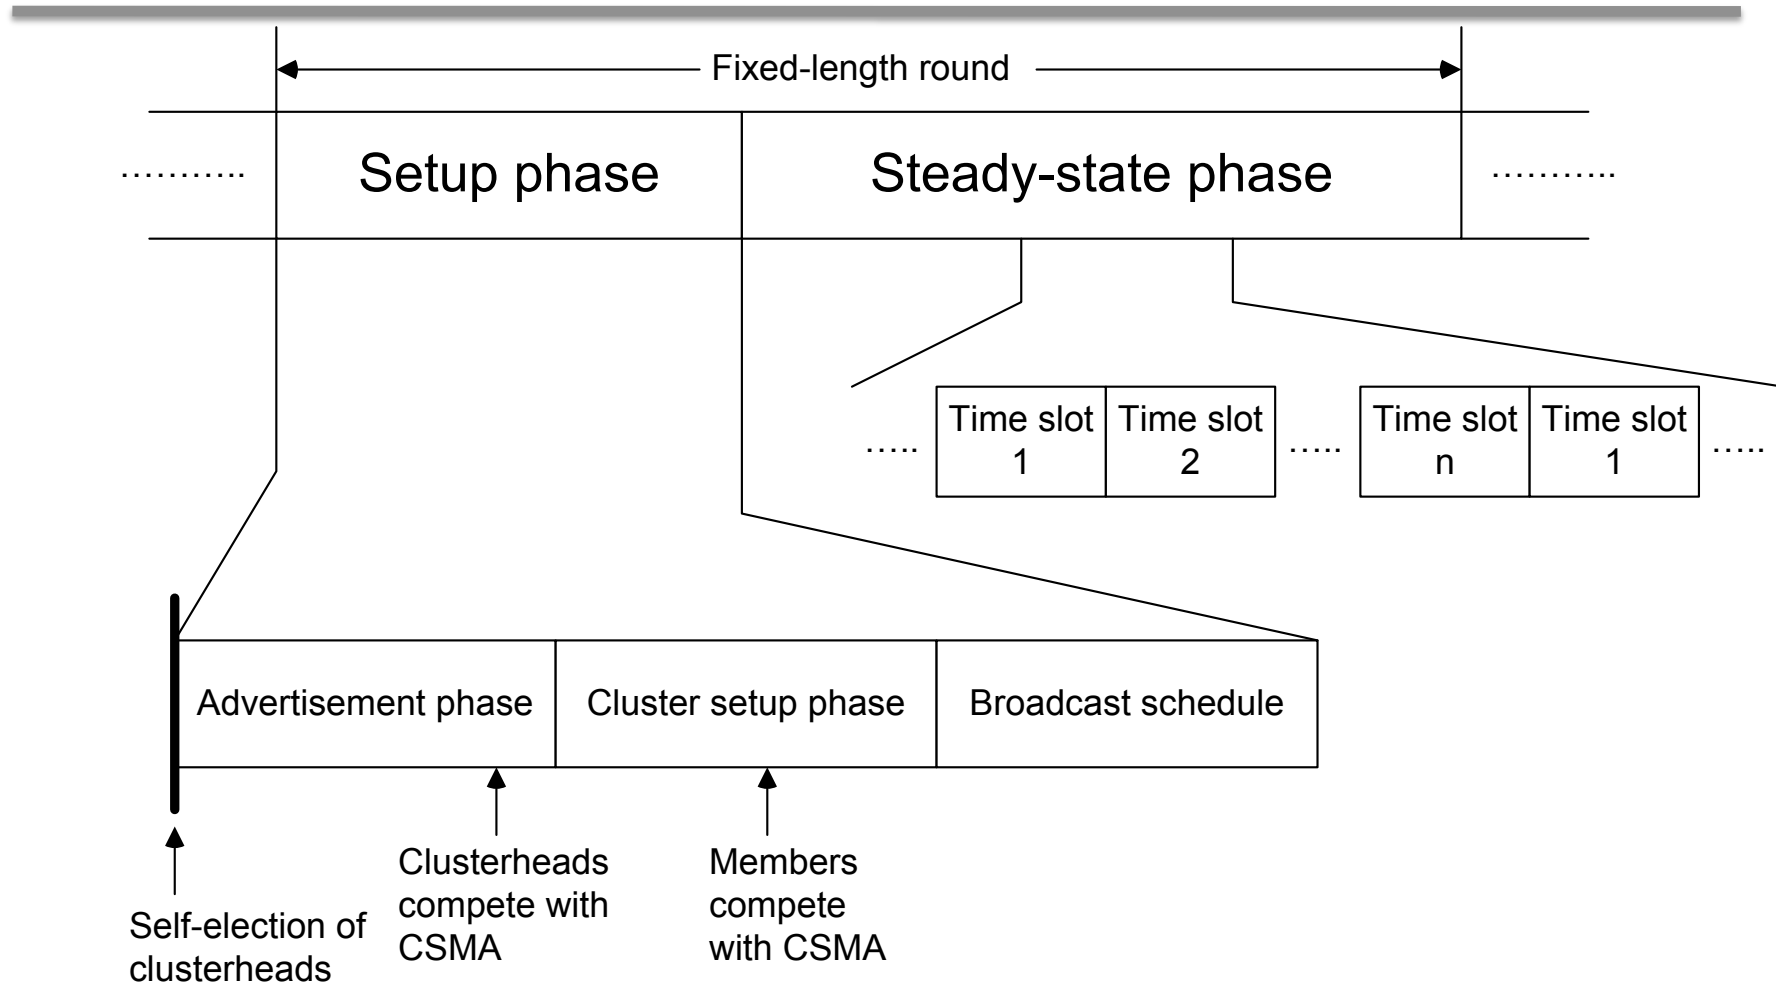 Fixed-length round
........... Setup phase Steady-state phase ...........
..... Time slot Time slot ..... Time slot Time slot .....
1 2 n 1
Advertisement phase Cluster setup phase Broadcast schedule
Clusterheads
compete with
CSMA
Members
compete
with CSMA
Self-election of
clusterheads